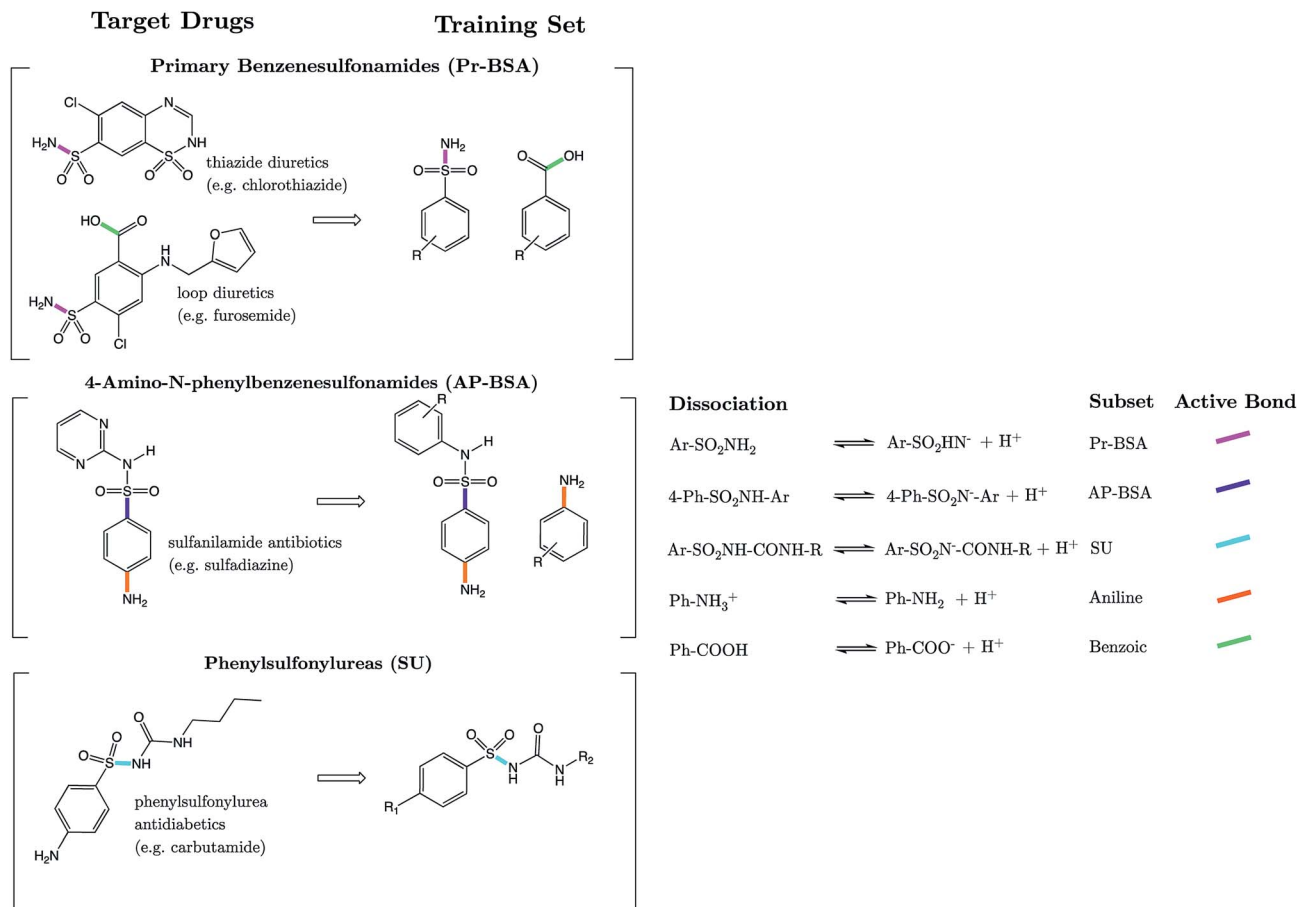 Target Drugs
Training Set
Primary Benzenesulfonamides (Pr-BSA)
Cl
N
H₂N
S
O
O
NH
S
O
O
thiazide diuretics
(e.g. chlorothiazide)
NH₂
O
S
O
R
O
OH
R
HO
O
H
N
O
H₂N
S
O
O
Cl
loop diuretics
(e.g. furosemide)
4-Amino-N-phenylbenzenesulfonamides (AP-BSA)
N
N
N
H
O
S
O
NH₂
sulfanilamide antibiotics
(e.g. sulfadiazine)
R
N
H
O
S
O
NH₂
NH₂
R
Phenylsulfonylureas (SU)
O
O
O
S
NH
NH
H₂N
phenylsulfonylurea
antidiabetics
(e.g. carbutamide)
O
O
O
S
N
H
N
H
R₂
R₁
Dissociation Subset Active Bond
Ar-SO₂NH₂ ⇌ Ar-SO₂HN⁻ + H⁺ Pr-BSA
4-Ph-SO₂NH-Ar ⇌ 4-Ph-SO₂N⁻-Ar + H⁺ AP-BSA
Ar-SO₂NH-CONH-R ⇌ Ar-SO₂N⁻-CONH-R + H⁺ SU
Ph-NH₃⁺ ⇌ Ph-NH₂ + H⁺ Aniline
Ph-COOH ⇌ Ph-COO⁻ + H⁺ Benzoic